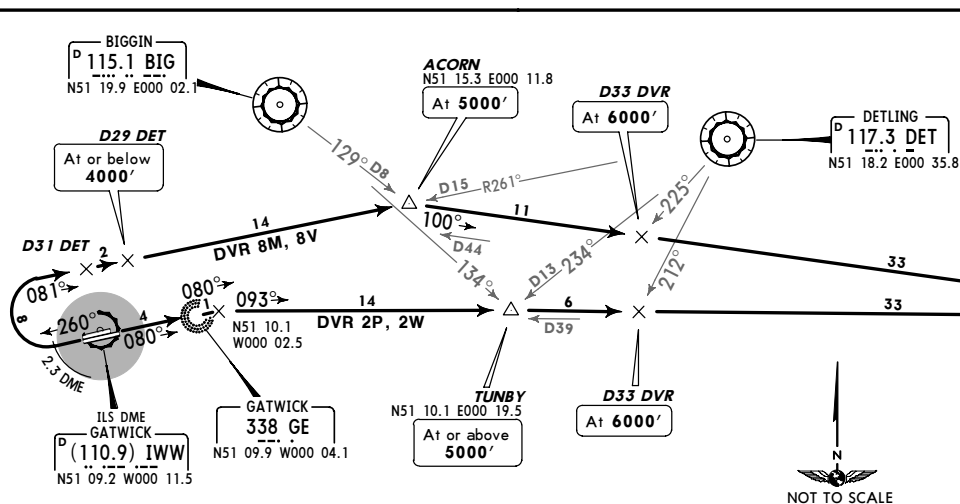 BIGGIN
D 115.1 BIG
N51 19.9 E000 02.1
ACORN
N51 15.3 E000 11.8
At 5000′
D33 DVR
At 6000′
DETLING
D 117.3 DET
N51 18.2 E000 35.8
D29 DET
At or below
4000′
129°
D8
D15
R261°
225°
14
DVR 8M, 8V
100°
11
D44
134°
D13
234°
212°
33
D31 DET
2
081°
8
260°
4
080°
080°
1
093°
14
DVR 2P, 2W
6
D39
33
N51 10.1
W000 02.5
2.3 DME
ILS DME
GATWICK
D (110.9) IWW
N51 09.2 W000 11.5
GATWICK
338 GE
N51 09.9 W000 04.1
TUNBY
N51 10.1 E000 19.5
At or above
5000′
D33 DVR
At 6000′
N
NOT TO SCALE